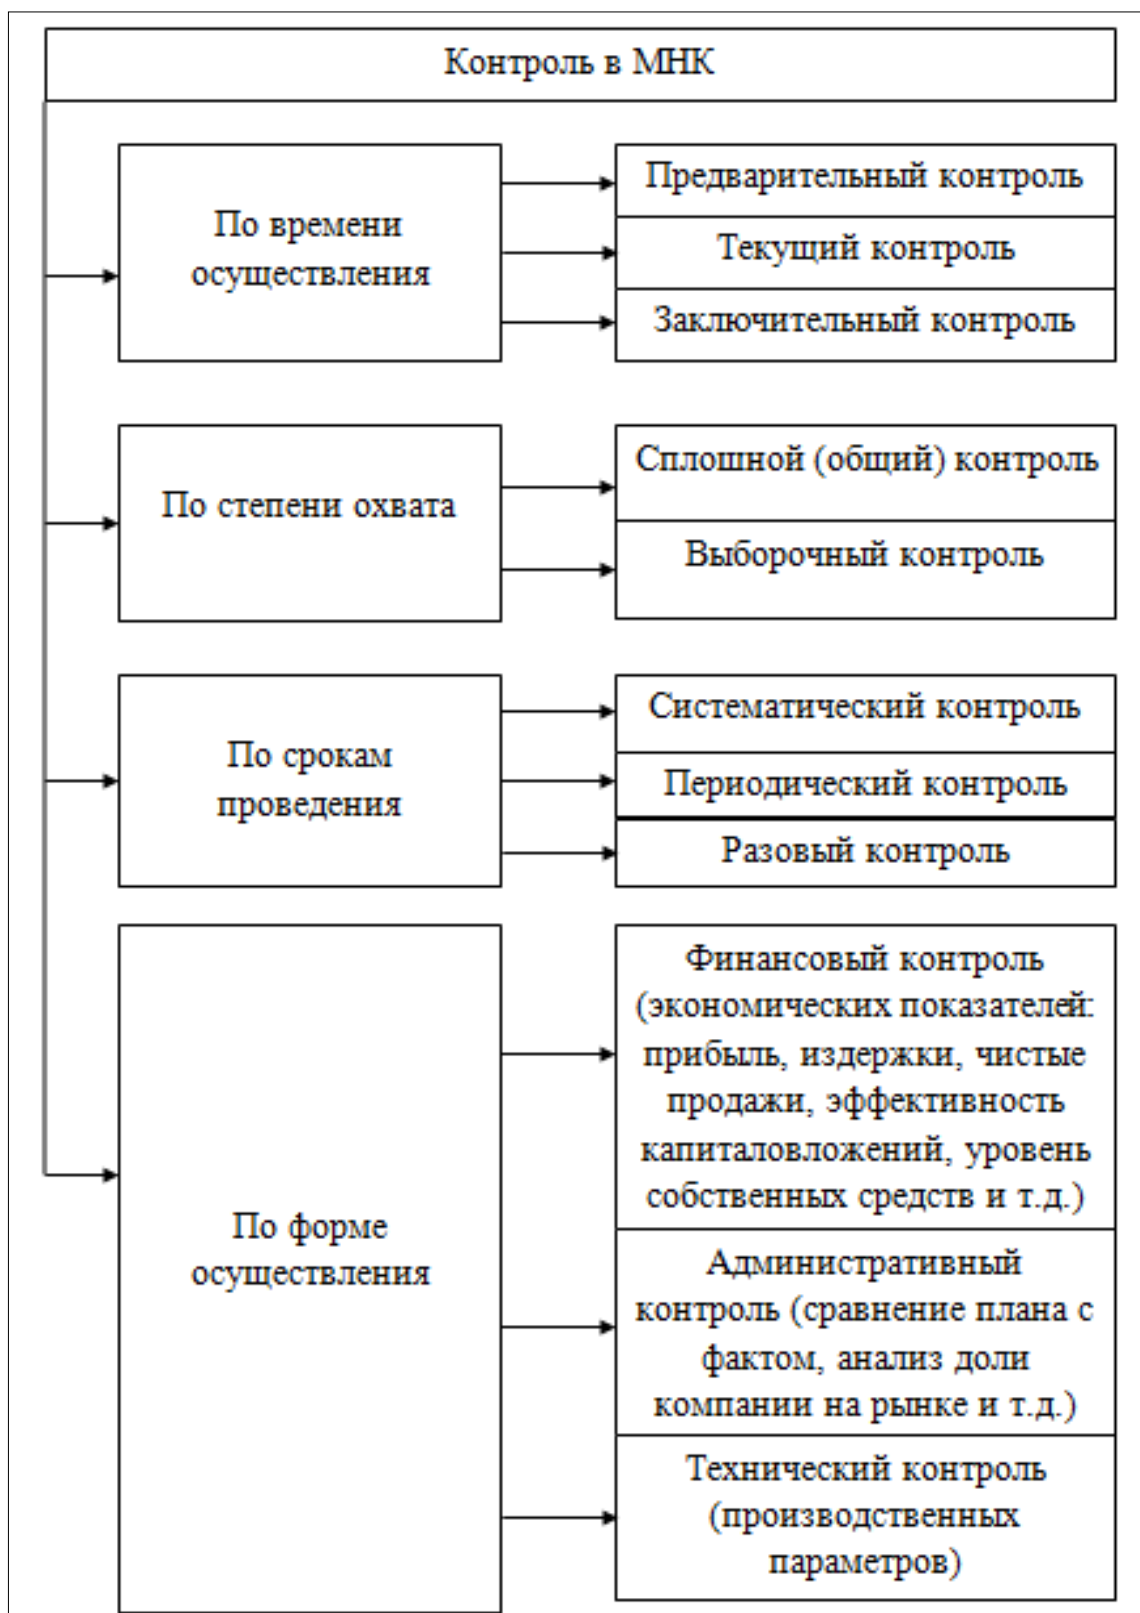 Контроль в МНК
По времени
осуществления
Предварительный контроль
Текущий контроль
Заключительный контроль
По степени охвата
Сплошной (общий) контроль
Выборочный контроль
По срокам
проведения
Систематический контроль
Периодический контроль
Разовый контроль
По форме
осуществления
Финансовый контроль
(экономических показателей:
прибыль, издержки, чистые
продажи, эффективность
капиталовложений, уровень
собственных средств и т.д.)
Административный
контроль (сравнение плана с
фактом, анализ доли
компании на рынке и т.д.)
Технический контроль
(производственных
параметров)